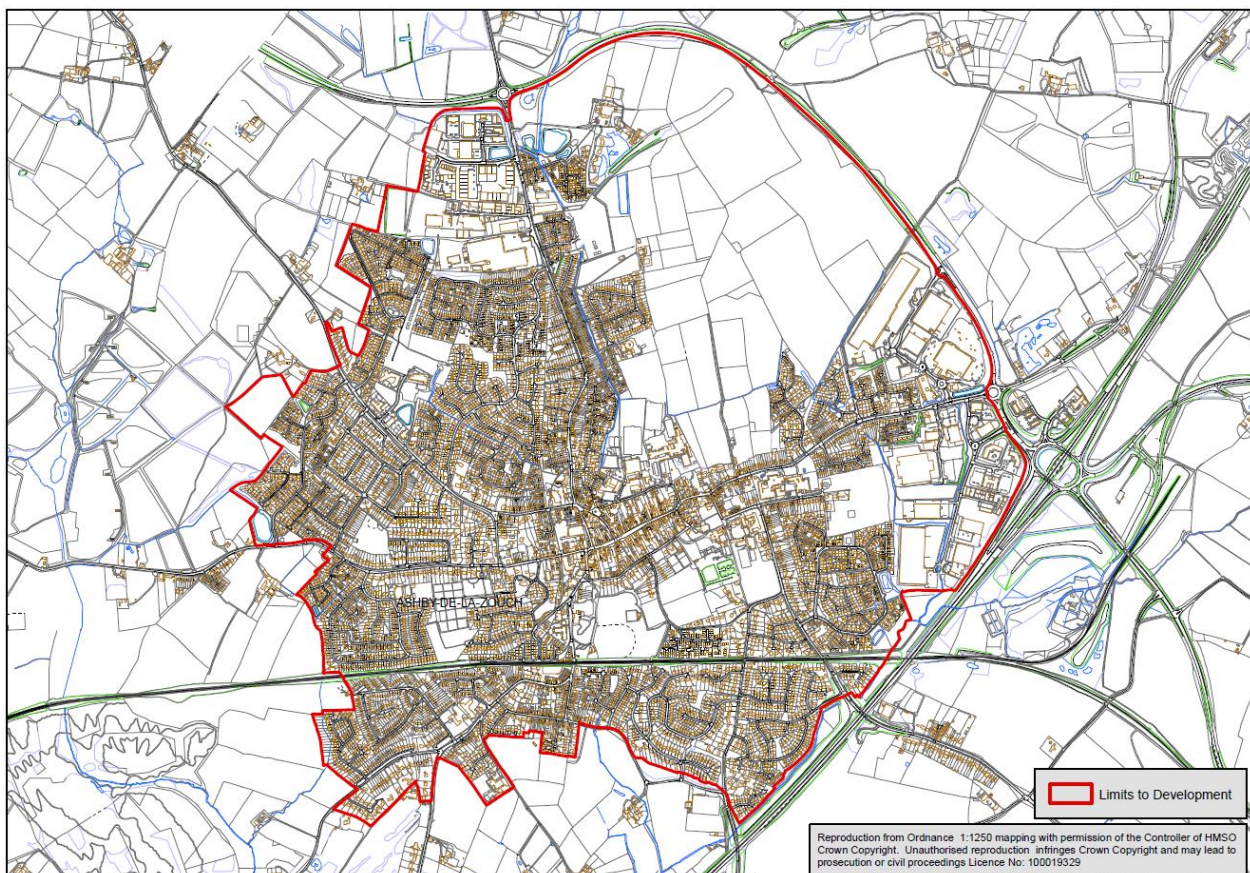 ASHBY-DE-LA-ZOUCH
Limits to Development
Reproduction from Ordnance 1:1250 mapping with permission of the Controller of HMSO
Crown Copyright. Unauthorised reproduction infringes Crown Copyright and may lead to
prosecution or civil proceedings Licence No: 100019329